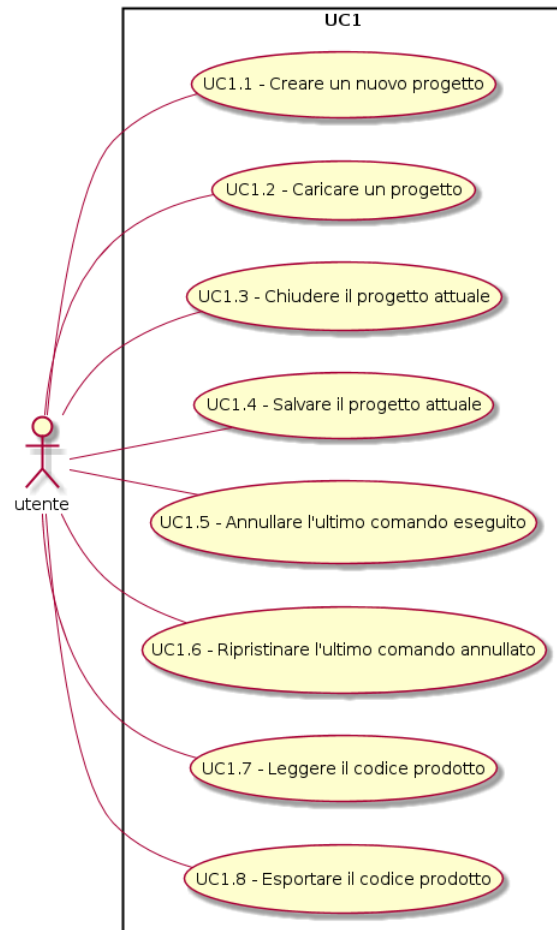 UC1
UC1.1 - Creare un nuovo progetto
UC1.2 - Caricare un progetto
UC1.3 - Chiudere il progetto attuale
UC1.4 - Salvare il progetto attuale
utente
UC1.5 - Annullare l'ultimo comando eseguito
UC1.6 - Ripristinare l'ultimo comando annullato
UC1.7 - Leggere il codice prodotto
UC1.8 - Esportare il codice prodotto